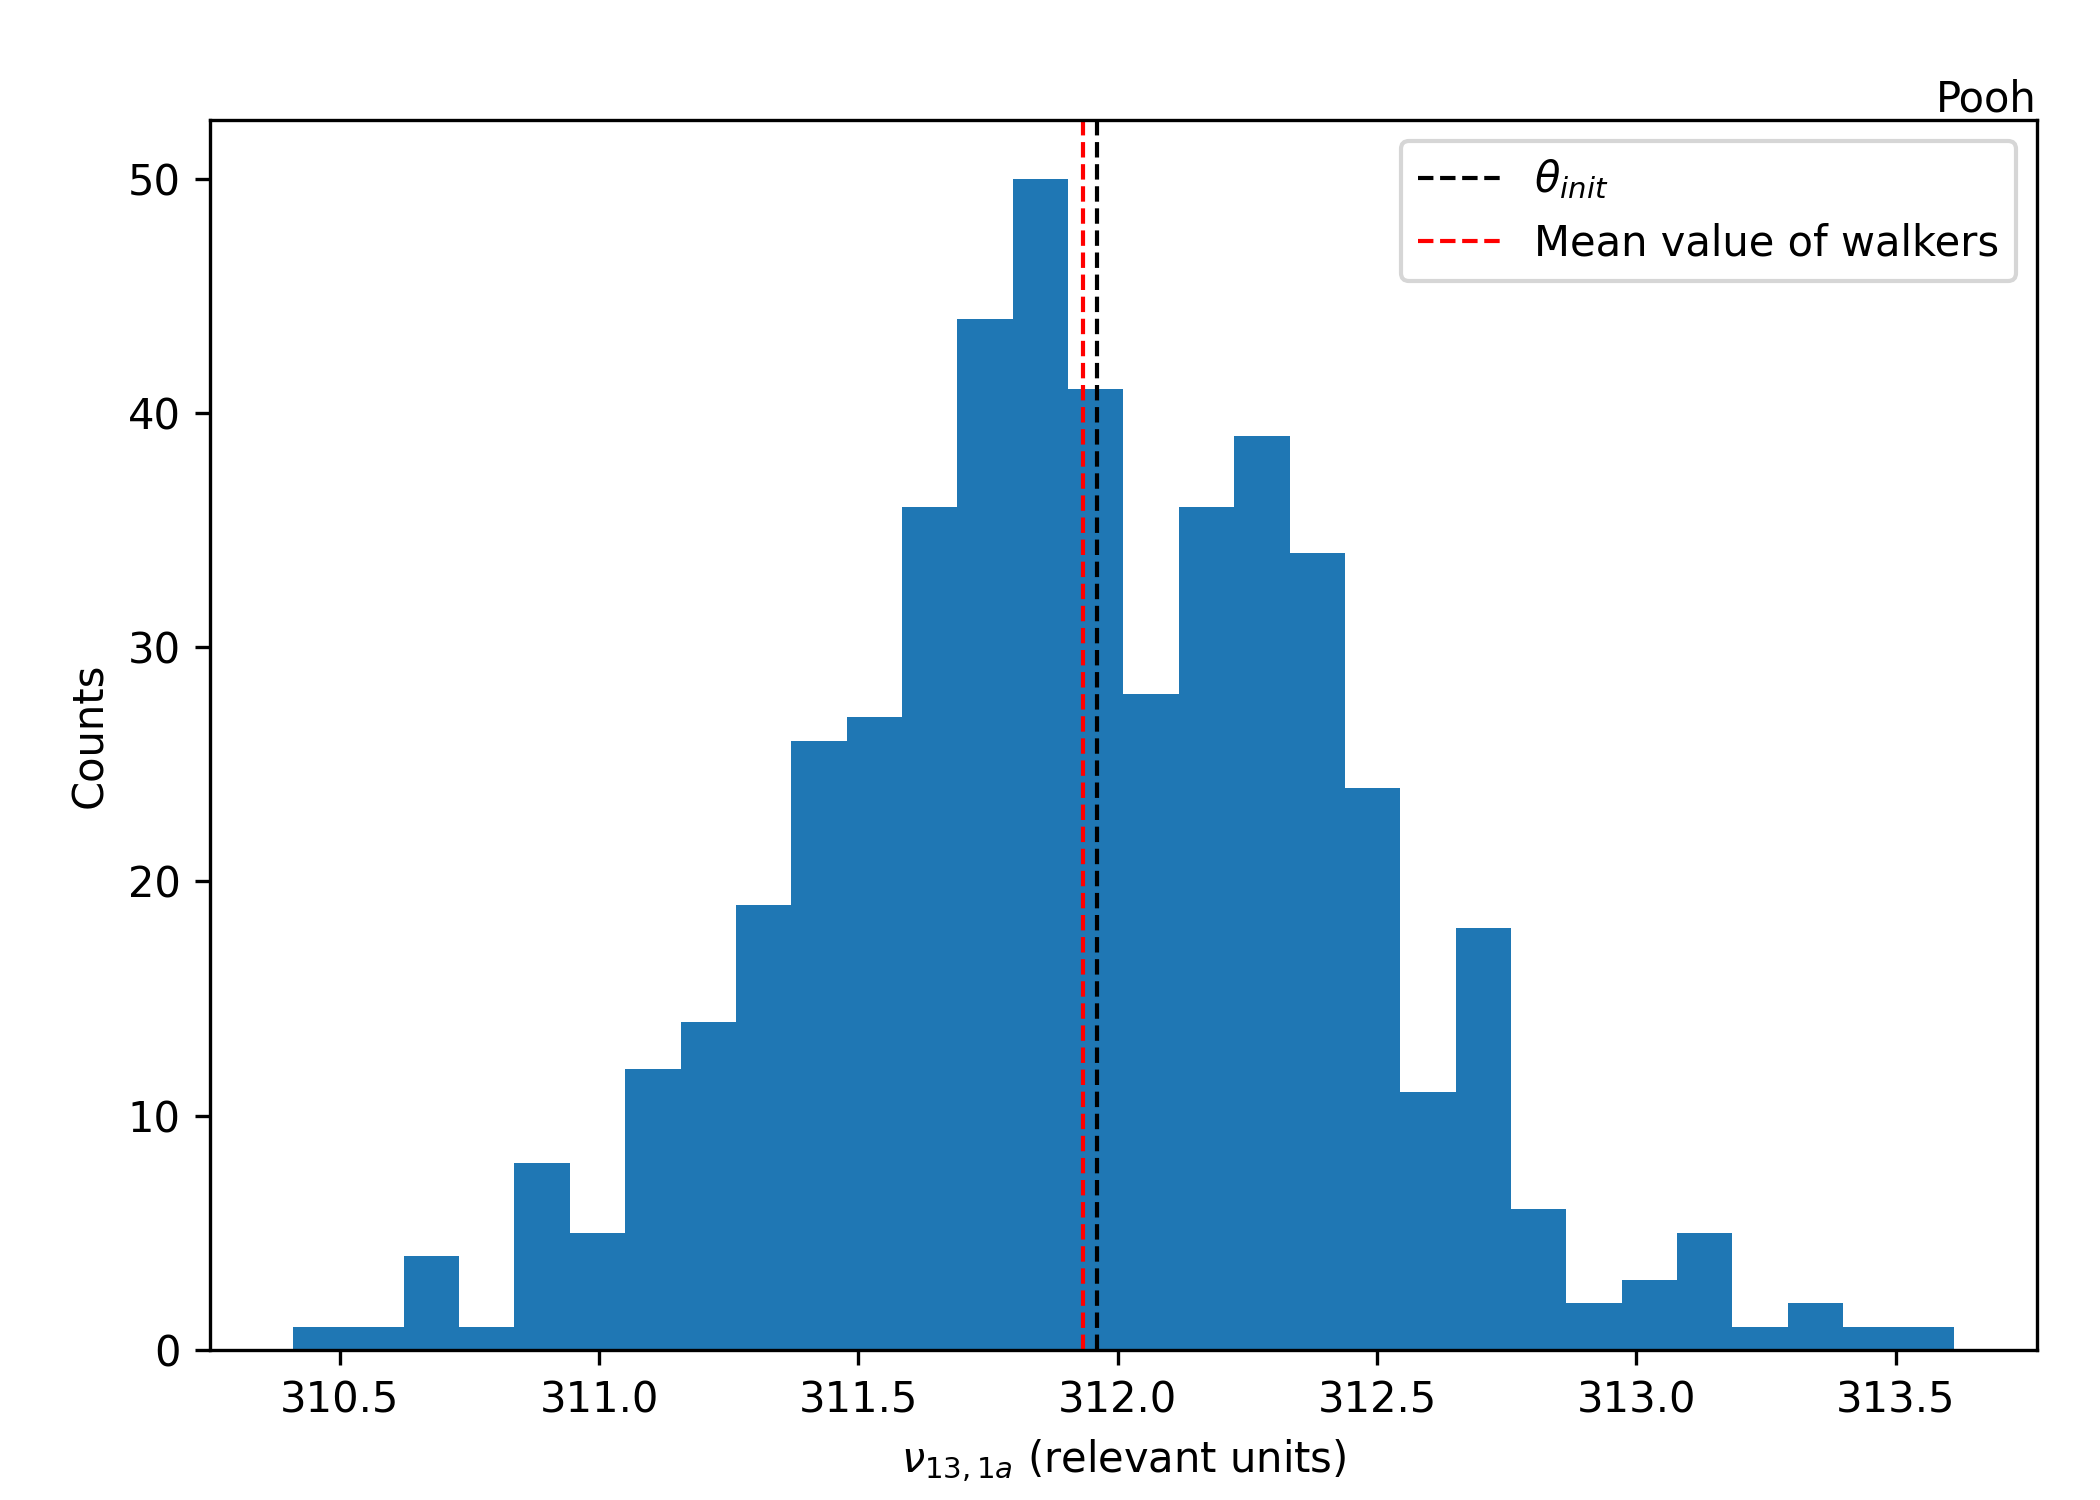 Pooh
θinit
Mean value of walkers
50
40
30
20
10
0
Counts
310.5 311.0 311.5 312.0 312.5 313.0 313.5
ν13,1a (relevant units)